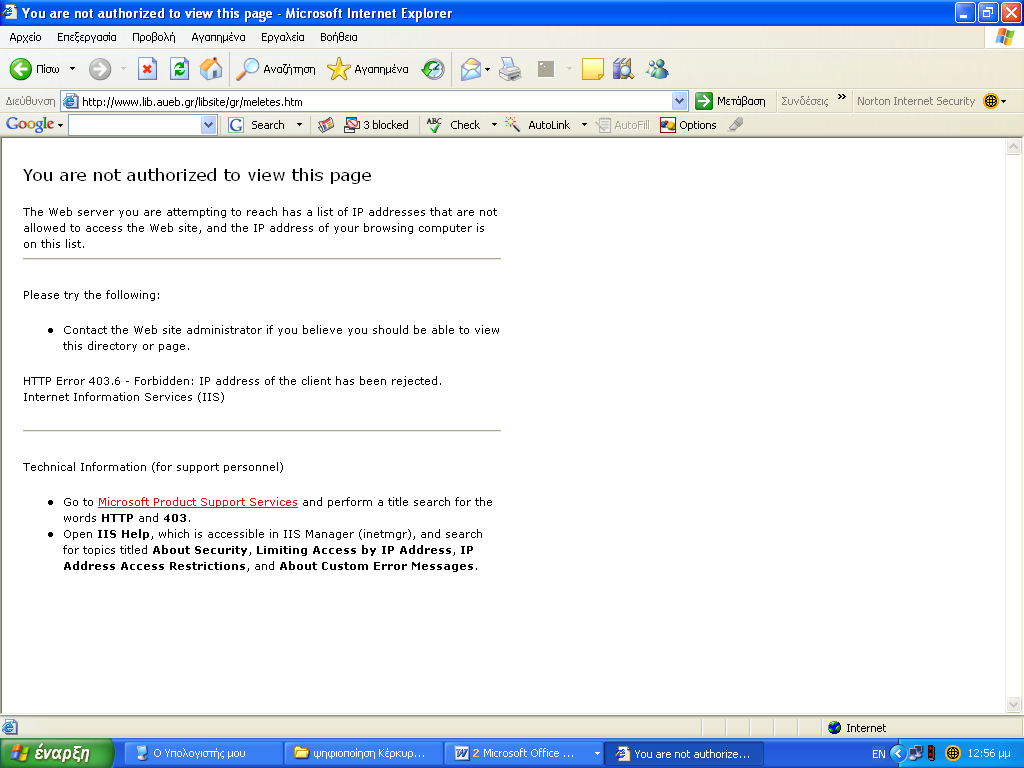 You are not authorized to view this page - Microsoft Internet Explorer
Αρχείο Επεξεργασία Προβολή Αγαπημένα Εργαλεία Βοήθεια
Πίσω Αναζήτηση Αγαπημένα
Διεύθυνση http://www.lib.aueb.gr/libsite/gr/meletes.htm Μετάβαση Συνδέσεις » Norton Internet Security
Google G Search 3 blocked ABC Check AutoLink AutoFill Options
You are not authorized to view this page
The Web server you are attempting to reach has a list of IP addresses that are not
allowed to access the Web site, and the IP address of your browsing computer is
on this list.
Please try the following:
• Contact the Web site administrator if you believe you should be able to view
this directory or page.
HTTP Error 403.6 - Forbidden: IP address of the client has been rejected.
Internet Information Services (IIS)
Technical Information (for support personnel)
• Go to Microsoft Product Support Services and perform a title search for the
words HTTP and 403.
• Open IIS Help, which is accessible in IIS Manager (inetmgr), and search
for topics titled About Security, Limiting Access by IP Address, IP
Address Access Restrictions, and About Custom Error Messages.
Internet
έναρξη Ο Υπολογιστής μου ψηφιοποίηση Κέρκυρ... 2 Microsoft Office ... You are not authorize... EN 12:56 μμ